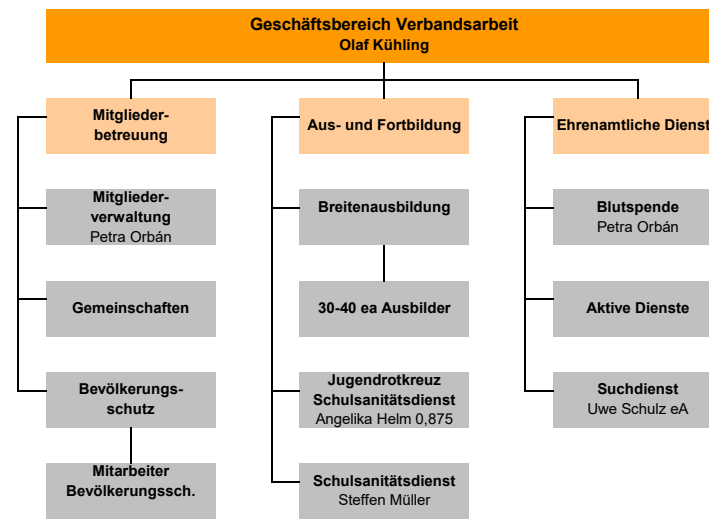 Geschäftsbereich Verbandsarbeit
Olaf Kühling
Mitglieder-
betreuung
Mitglieder-
verwaltung
Petra Orbán
Gemeinschaften
Bevölkerungs-
schutz
Mitarbeiter
Bevölkerungssch.
Aus- und Fortbildung
Breitenausbildung
30-40 ea Ausbilder
Jugendrotkreuz
Schulsanitätsdienst
Angelika Helm 0,875
Schulsanitätsdienst
Steffen Müller
Ehrenamtliche Dienst
Blutspende
Petra Orbán
Aktive Dienste
Suchdienst
Uwe Schulz eA